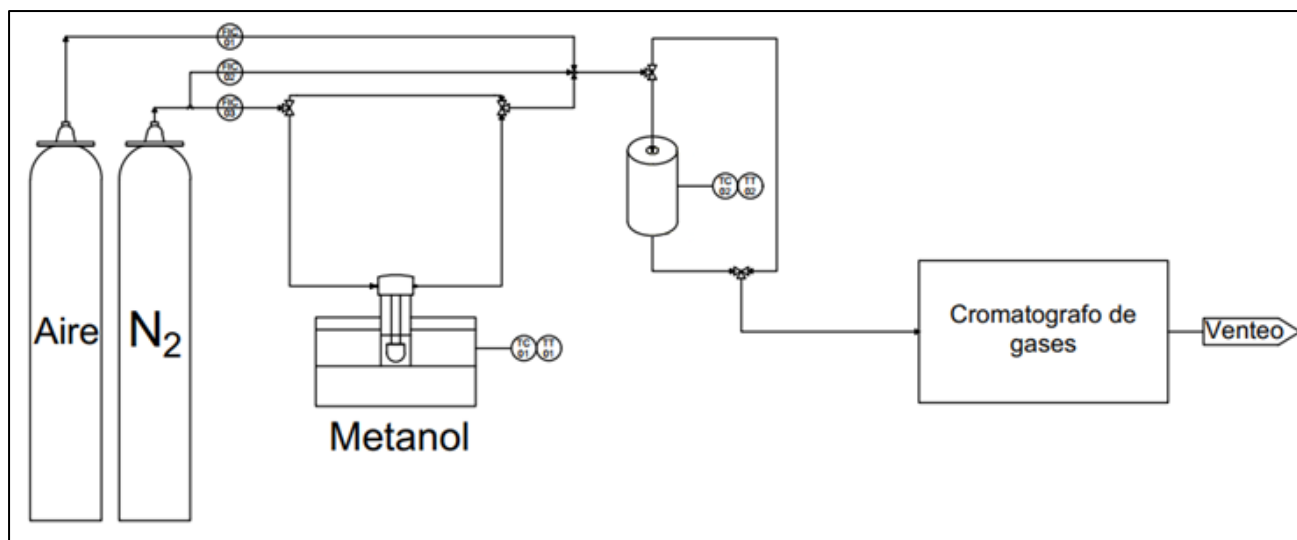 FIC
01
FIC
02
FIC
03
TC
02
TT
02
Aire
N₂
Cromatografo de
gases
Venteo
TC
01
TT
01
Metanol